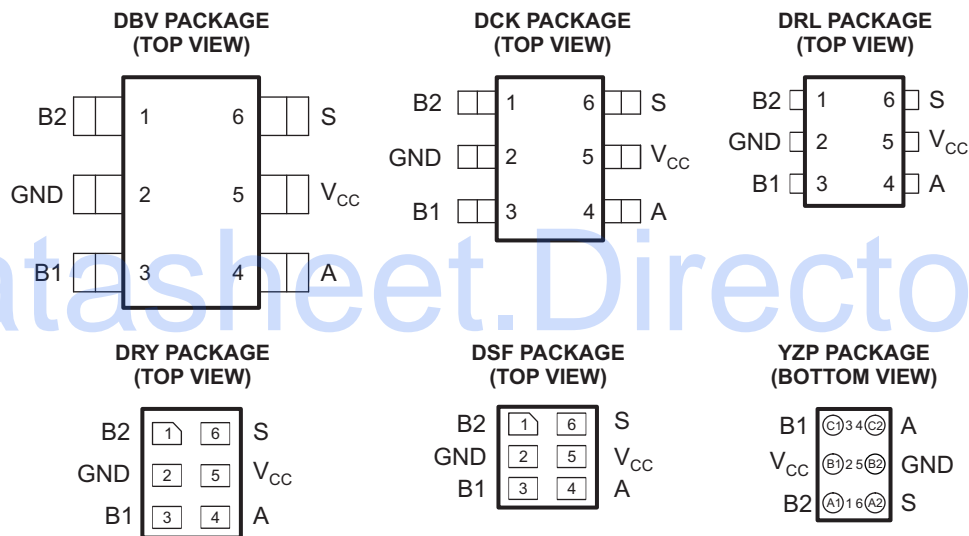 DBV PACKAGE
(TOP VIEW)
B2 1 6 S
GND 2 5 VCC
B1 3 4 A
DCK PACKAGE
(TOP VIEW)
B2 1 6 S
GND 2 5 VCC
B1 3 4 A
DRL PACKAGE
(TOP VIEW)
B2 1 6 S
GND 2 5 VCC
B1 3 4 A
atasheet.Directo
DRY PACKAGE
(TOP VIEW)
B2 1 6 S
GND 2 5 VCC
B1 3 4 A
DSF PACKAGE
(TOP VIEW)
B2 1 6 S
GND 2 5 VCC
B1 3 4 A
YZP PACKAGE
(BOTTOM VIEW)
B1 C1 3 4 C2 A
VCC B1 2 5 B2 GND
B2 A1 1 6 A2 S